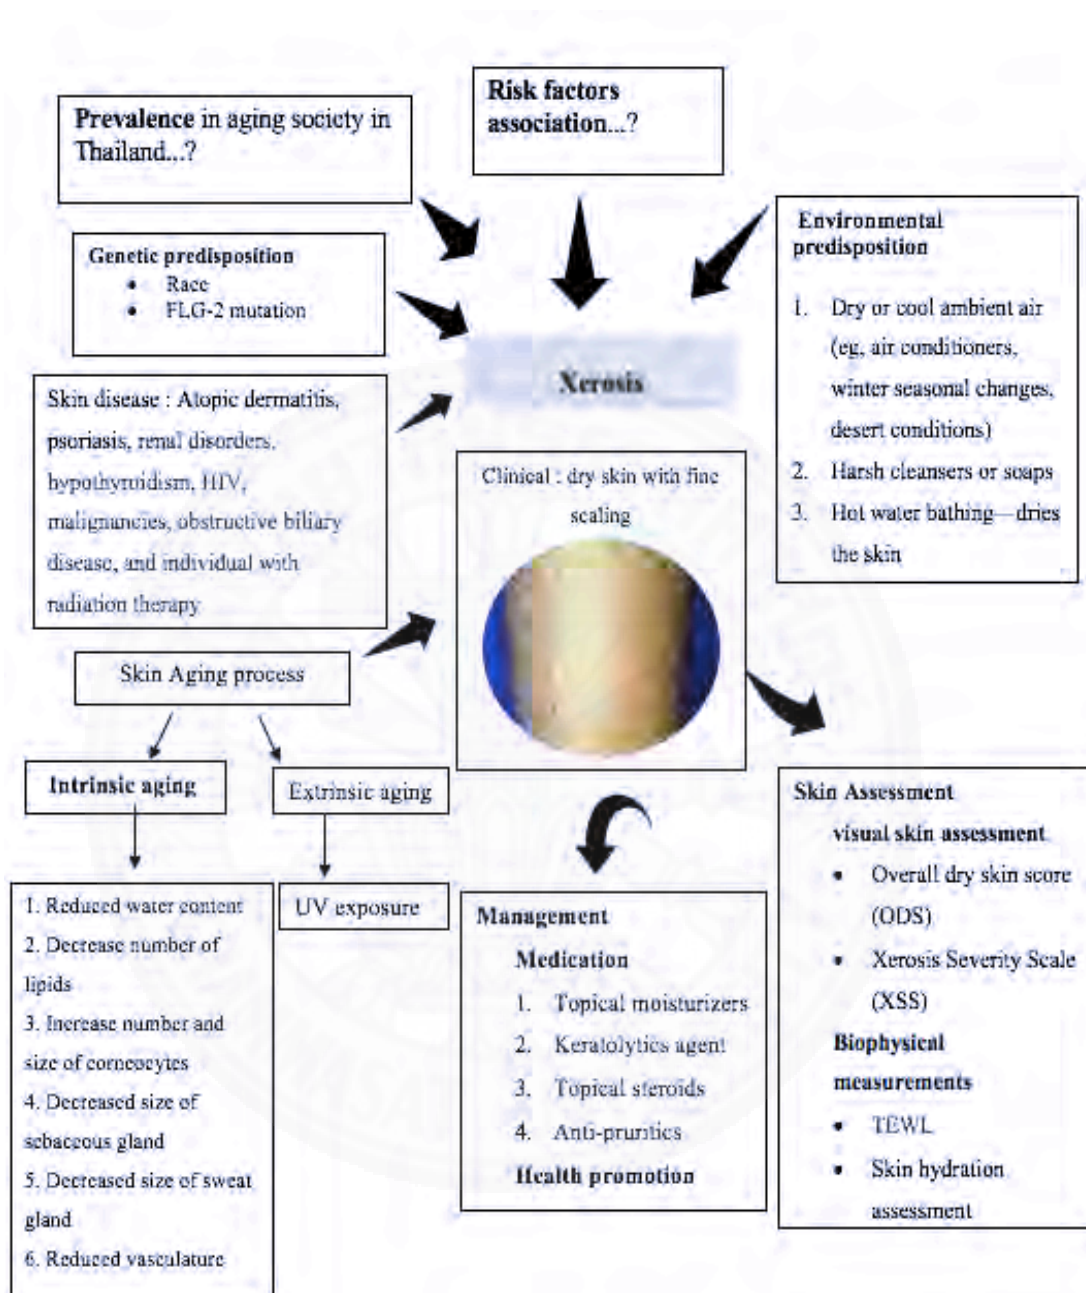 Prevalence in aging society in
Thailand...?
Risk factors
association...?
Genetic predisposition
• Race
• FLG-2 mutation
Environmental
predisposition
1. Dry or cool ambient air
(eg, air conditioners,
winter seasonal changes,
desert conditions)
2. Harsh cleansers or soaps
3. Hot water bathing—dries
the skin
Xerosis
Skin disease : Atopic dermatitis,
psoriasis, renal disorders,
hypothyroidism, HIV,
malignancies, obstructive biliary
disease, and individual with
radiation therapy
Clinical : dry skin with fine
scaling
Skin Aging process
Intrinsic aging
Extrinsic aging
1. Reduced water content
2. Decrease number of
lipids
3. Increase number and
size of corneocytes
4. Decreased size of
sebaceous gland
5. Decreased size of sweat
gland
6. Reduced vasculature
UV exposure
Management
Medication
1. Topical moisturizers
2. Keratolytics agent
3. Topical steroids
4. Anti-pruritics
Health promotion
Skin Assessment
visual skin assessment
• Overall dry skin score
(ODS)
• Xerosis Severity Scale
(XSS)
Biophysical
measurements
• TEWL
• Skin hydration
assessment